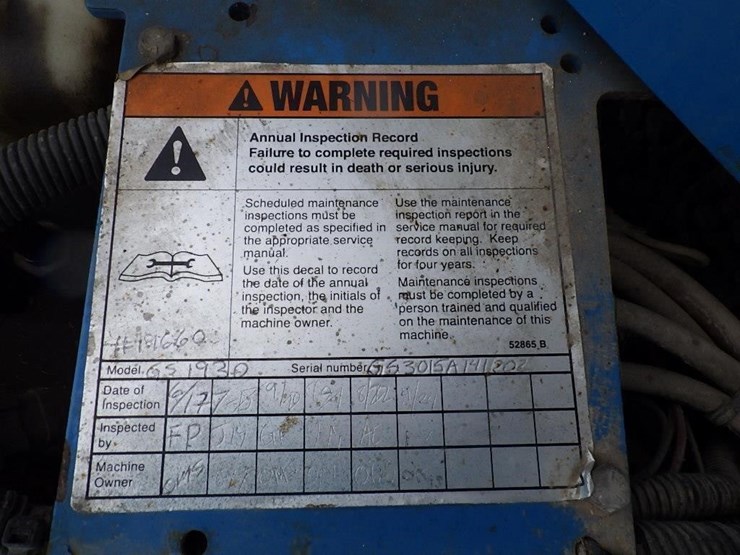 WARNING
Annual Inspection Record
Failure to complete required inspections
could result in death or serious injury.
Scheduled maintenance
inspections must be
completed as specified in
the appropriate service
manual.
Use this decal to record
the date of the annual
inspection, the initials of
the inspector and the
machine owner.
Use the maintenance
inspection report in the
service manual for required
record keeping. Keep
records on all inspections
for four years.
Maintenance inspections
must be completed by a
person trained and qualified
on the maintenance of this
machine
52865 B
Model: GS 1930
Serial number:
Date of
Inspection
Inspected
by
FP
Machine
Owner